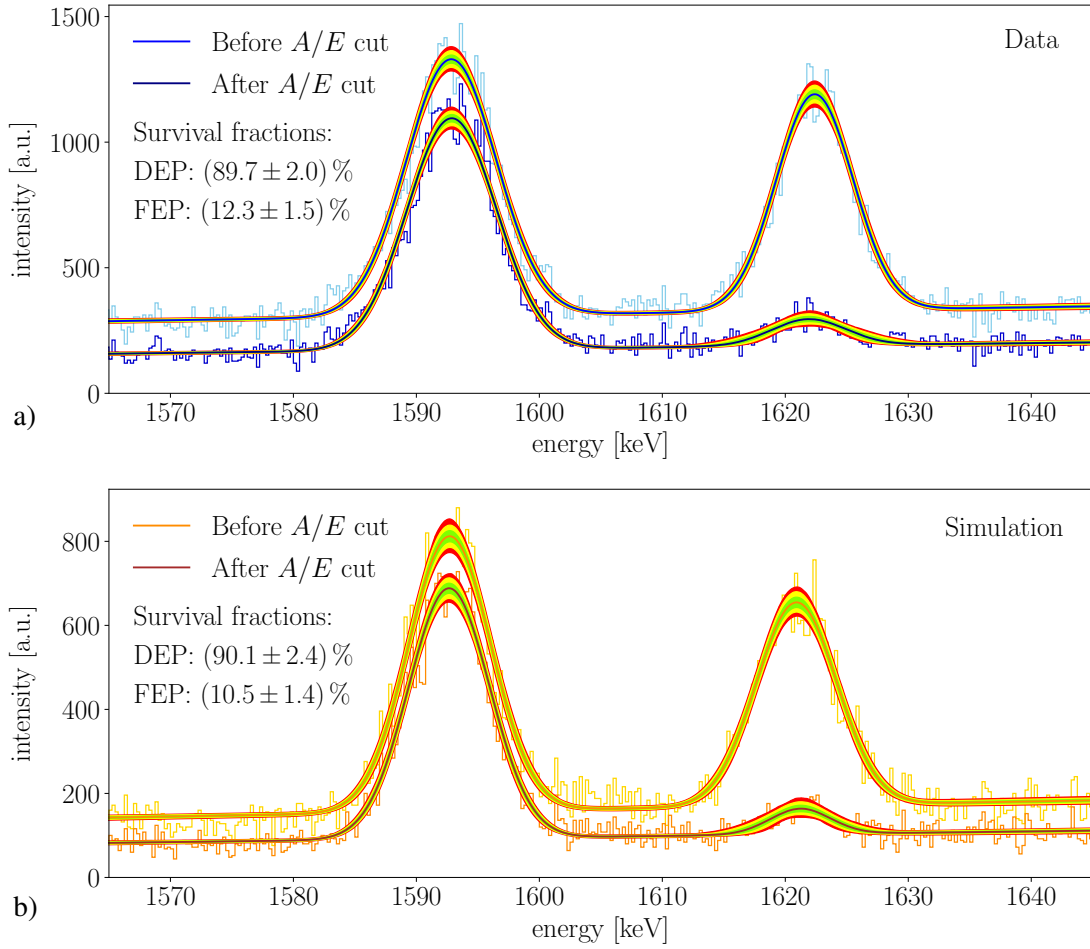 1500
1000
500
0
intensity [a.u.]
Before A/E cut
After A/E cut
Survival fractions:
DEP: (89.7 ± 2.0) %
FEP: (12.3 ± 1.5) %
Data
1570 1580 1590 1600 1610 1620 1630 1640
energy [keV]
a)
800
600
400
200
0
intensity [a.u.]
Before A/E cut
After A/E cut
Survival fractions:
DEP: (90.1 ± 2.4) %
FEP: (10.5 ± 1.4) %
Simulation
1570 1580 1590 1600 1610 1620 1630 1640
energy [keV]
b)